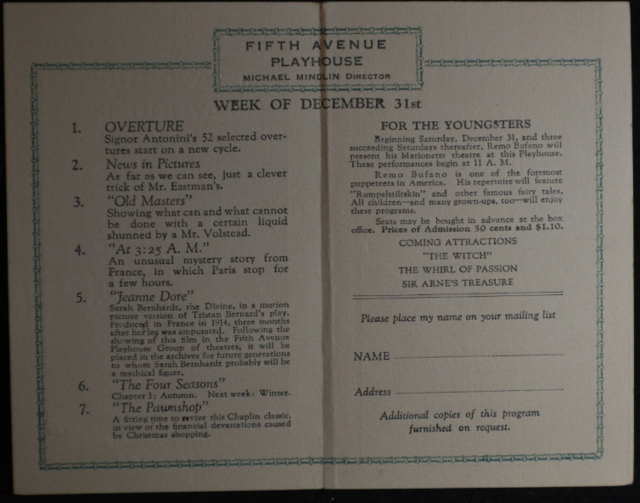 FIFTH AVENUE
PLAYHOUSE
MICHAEL MINDLIN DIRECTOR
WEEK OF DECEMBER 31st
1. OVERTURE
Signor Antonini's 52 selected over-
tures start on a new cycle.
2. News in Pictures
As far as we can see, just a clever
trick of Mr. Eastman's.
3. "Old Masters"
Showing what can and what cannot
be done with a certain liquid
shunned by a Mr. Volstead.
4. "At 3:25 A. M."
An unusual mystery story from
France, in which Paris stop for
a few hours.
5. "Jeanne Dore"
Sarah Bernhardt, the Divine, in a motion
picture version of Tristan Bernard's play.
Produced in France in 1914, three months
after her leg was amputated. Following the
showing of this film in the Fifth Avenue
Playhouse Group of theatres, it will be
placed in the archives for future generations
to whom Sarah Bernhardt probably will be
a mythical figure.
6. "The Four Seasons"
Chapter 3: Autumn. Next week: Winter.
7. "The Pawnshop"
A fitting time to revive this Chaplin classic,
in view of the financial devastations caused
by Christmas shopping.
FOR THE YOUNGSTERS
Beginning Saturday, December 31, and three
succeeding Saturdays thereafter, Remo Bufano will
present his Marionette theatre at this Playhouse.
These performances begin at 11 A. M.
Remo Bufano is one of the foremost
puppeteers in America. His repertoire will feature
"Rumpelstiltskin" and other famous fairy tales.
All children—and many grown-ups, too—will enjoy
these programs.
Seats may be bought in advance at the box
office. Prices of Admission 50 cents and $1.10.
COMING ATTRACTIONS
"THE WITCH"
THE WHIRL OF PASSION
SIR ARNE'S TREASURE
Please place my name on your mailing list
NAME
Address
Additional copies of this program
furnished on request.